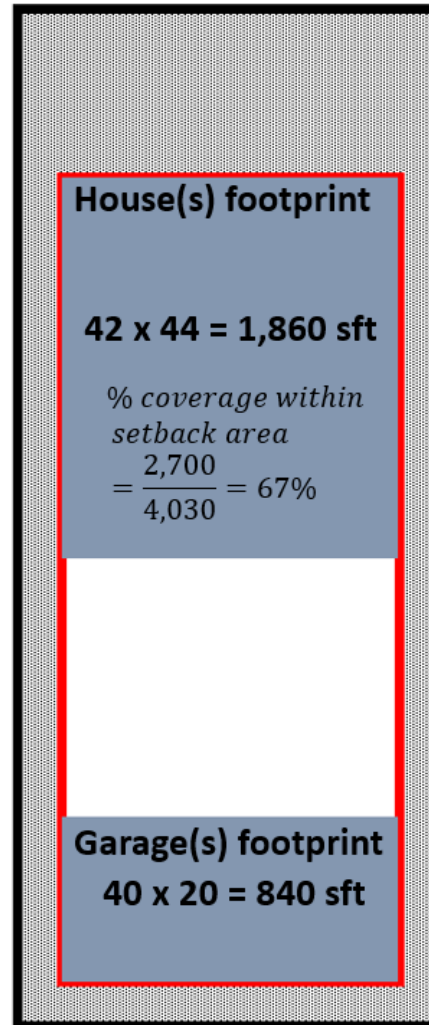 House(s) footprint
42 x 44 = 1,860 sft
% coverage within
setback area
= 2,700/4,030 = 67%
Garage(s) footprint
40 x 20 = 840 sft